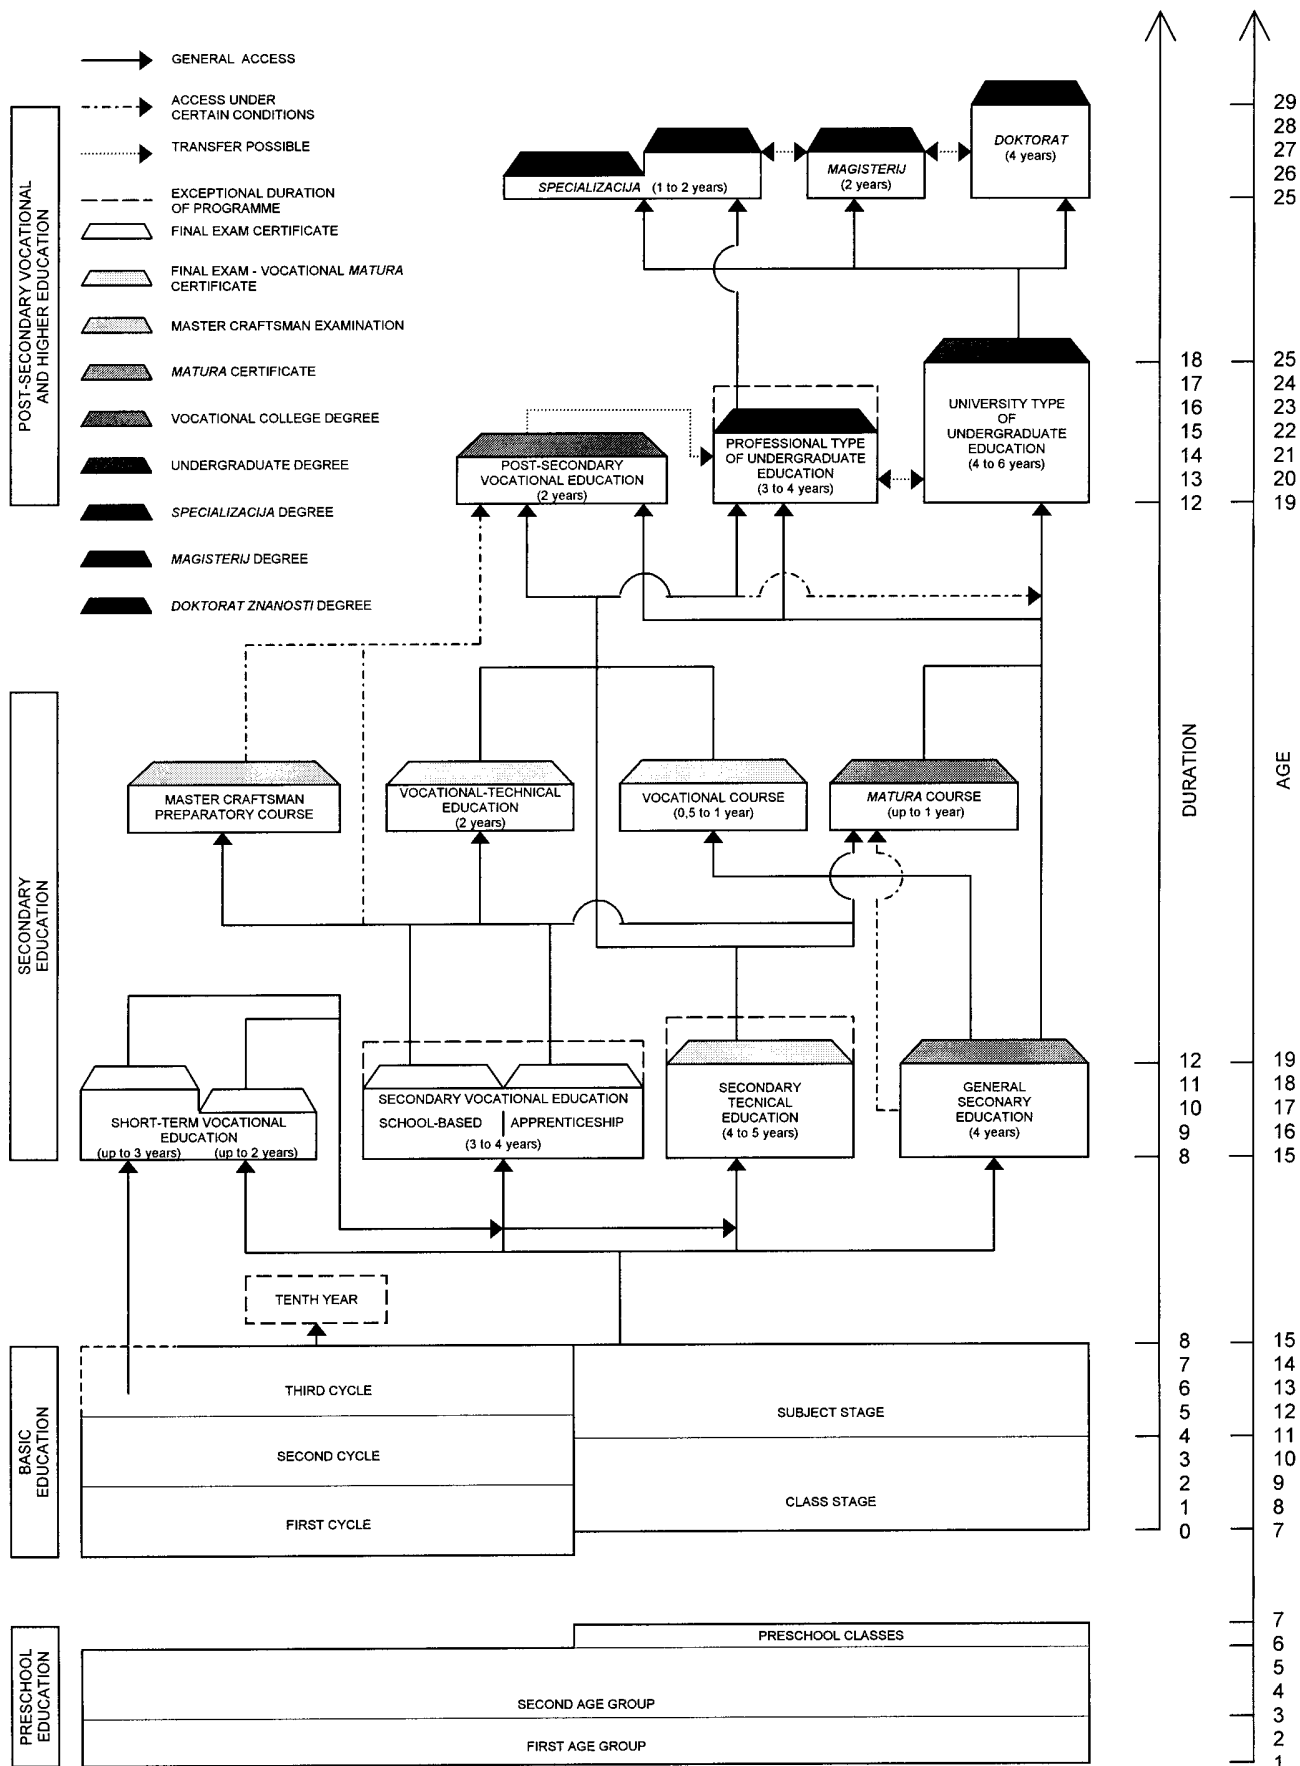 GENERAL ACCESS
ACCESS UNDER
CERTAIN CONDITIONS
TRANSFER POSSIBLE
EXCEPTIONAL DURATION
OF PROGRAMME
FINAL EXAM CERTIFICATE
FINAL EXAM - VOCATIONAL MATURA
CERTIFICATE
MASTER CRAFTSMAN EXAMINATION
MATURA CERTIFICATE
VOCATIONAL COLLEGE DEGREE
UNDERGRADUATE DEGREE
SPECIALIZACIJA DEGREE
MAGISTERIJ DEGREE
DOKTORAT ZNANOSTI DEGREE
POST-SECONDARY VOCATIONAL
AND HIGHER EDUCATION
SPECIALIZACIJA (1 to 2 years)
MAGISTERIJ
(2 years)
DOKTORAT
(4 years)
POST-SECONDARY
VOCATIONAL EDUCATION
(2 years)
PROFESSIONAL TYPE
OF UNDERGRADUATE
EDUCATION
(3 to 4 years)
UNIVERSITY TYPE
OF
UNDERGRADUATE
EDUCATION
(4 to 6 years)
SECONDARY
EDUCATION
MASTER CRAFTSMAN
PREPARATORY COURSE
VOCATIONAL-TECHNICAL
EDUCATION
(2 years)
VOCATIONAL COURSE
(0,5 to 1 year)
MATURA COURSE
(up to 1 year)
SHORT-TERM VOCATIONAL
EDUCATION
(up to 3 years) (up to 2 years)
SECONDARY VOCATIONAL EDUCATION
SCHOOL-BASED APPRENTICESHIP
(3 to 4 years)
SECONDARY
TECNICAL
EDUCATION
(4 to 5 years)
GENERAL
SECONARY
EDUCATION
(4 years)
BASIC
EDUCATION
TENTH YEAR
THIRD CYCLE
SECOND CYCLE
FIRST CYCLE
SUBJECT STAGE
CLASS STAGE
PRESCHOOL
EDUCATION
PRESCHOOL CLASSES
SECOND AGE GROUP
FIRST AGE GROUP
DURATION
18
17
16
15
14
13
12
12
11
10
9
8
8
7
6
5
4
3
2
1
0
AGE
29
28
27
26
25
25
24
23
22
21
20
19
19
18
17
16
15
15
14
13
12
11
10
9
8
7
7
6
5
4
3
2
1